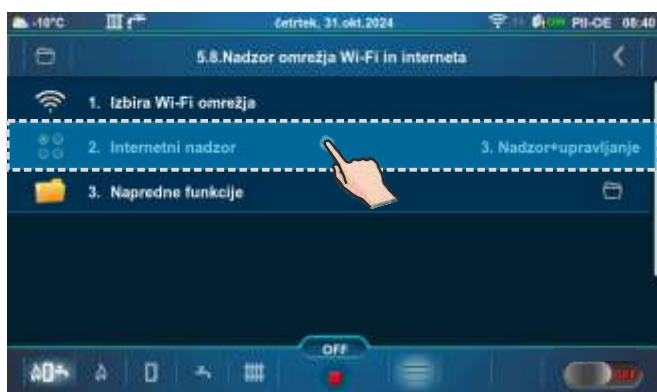 -10°C četrtek, 31.okt.2024 PII-OE 08:40
5.8.Nadzor omrežja Wi-Fi in interneta
1. Izbira Wi-Fi omrežja
2. Internetni nadzor 3. Nadzor+upravljanje
3. Napredne funkcije
OFF
OFF